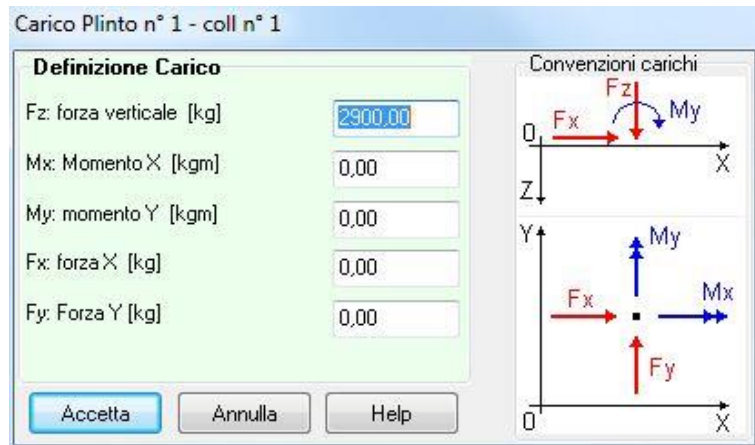 Carico Plinto n° 1 - coll n° 1
Definizione Carico
Fz: forza verticale [kg]
2900,00
Mx: Momento X [kgm]
0,00
My: momento Y [kgm]
0,00
Fx: forza X [kg]
0,00
Fy: Forza Y [kg]
0,00
Accetta
Annulla
Help
Convenzioni carichi
Fz
My
Fx
0
X
Z
Y
My
Fx
Mx
Fy
0
X